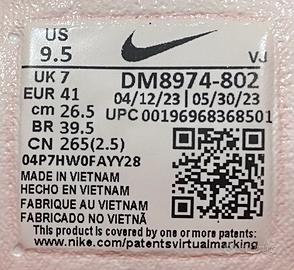 US
9.5
VJ
UK 7
DM8974-802
EUR 41
04/12/23 | 05/30/23
cm 26.5
UPC 00196968368501
BR 39.5
CN 265(2.5)
04P7HW0FAYY28
MADE IN VIETNAM
HECHO EN VIETNAM
FABRIQUE AU VIETNAM
FABRICADO NO VIETNÃ
This product is covered by one or more
www.nike.com/patentsvirtualmarking